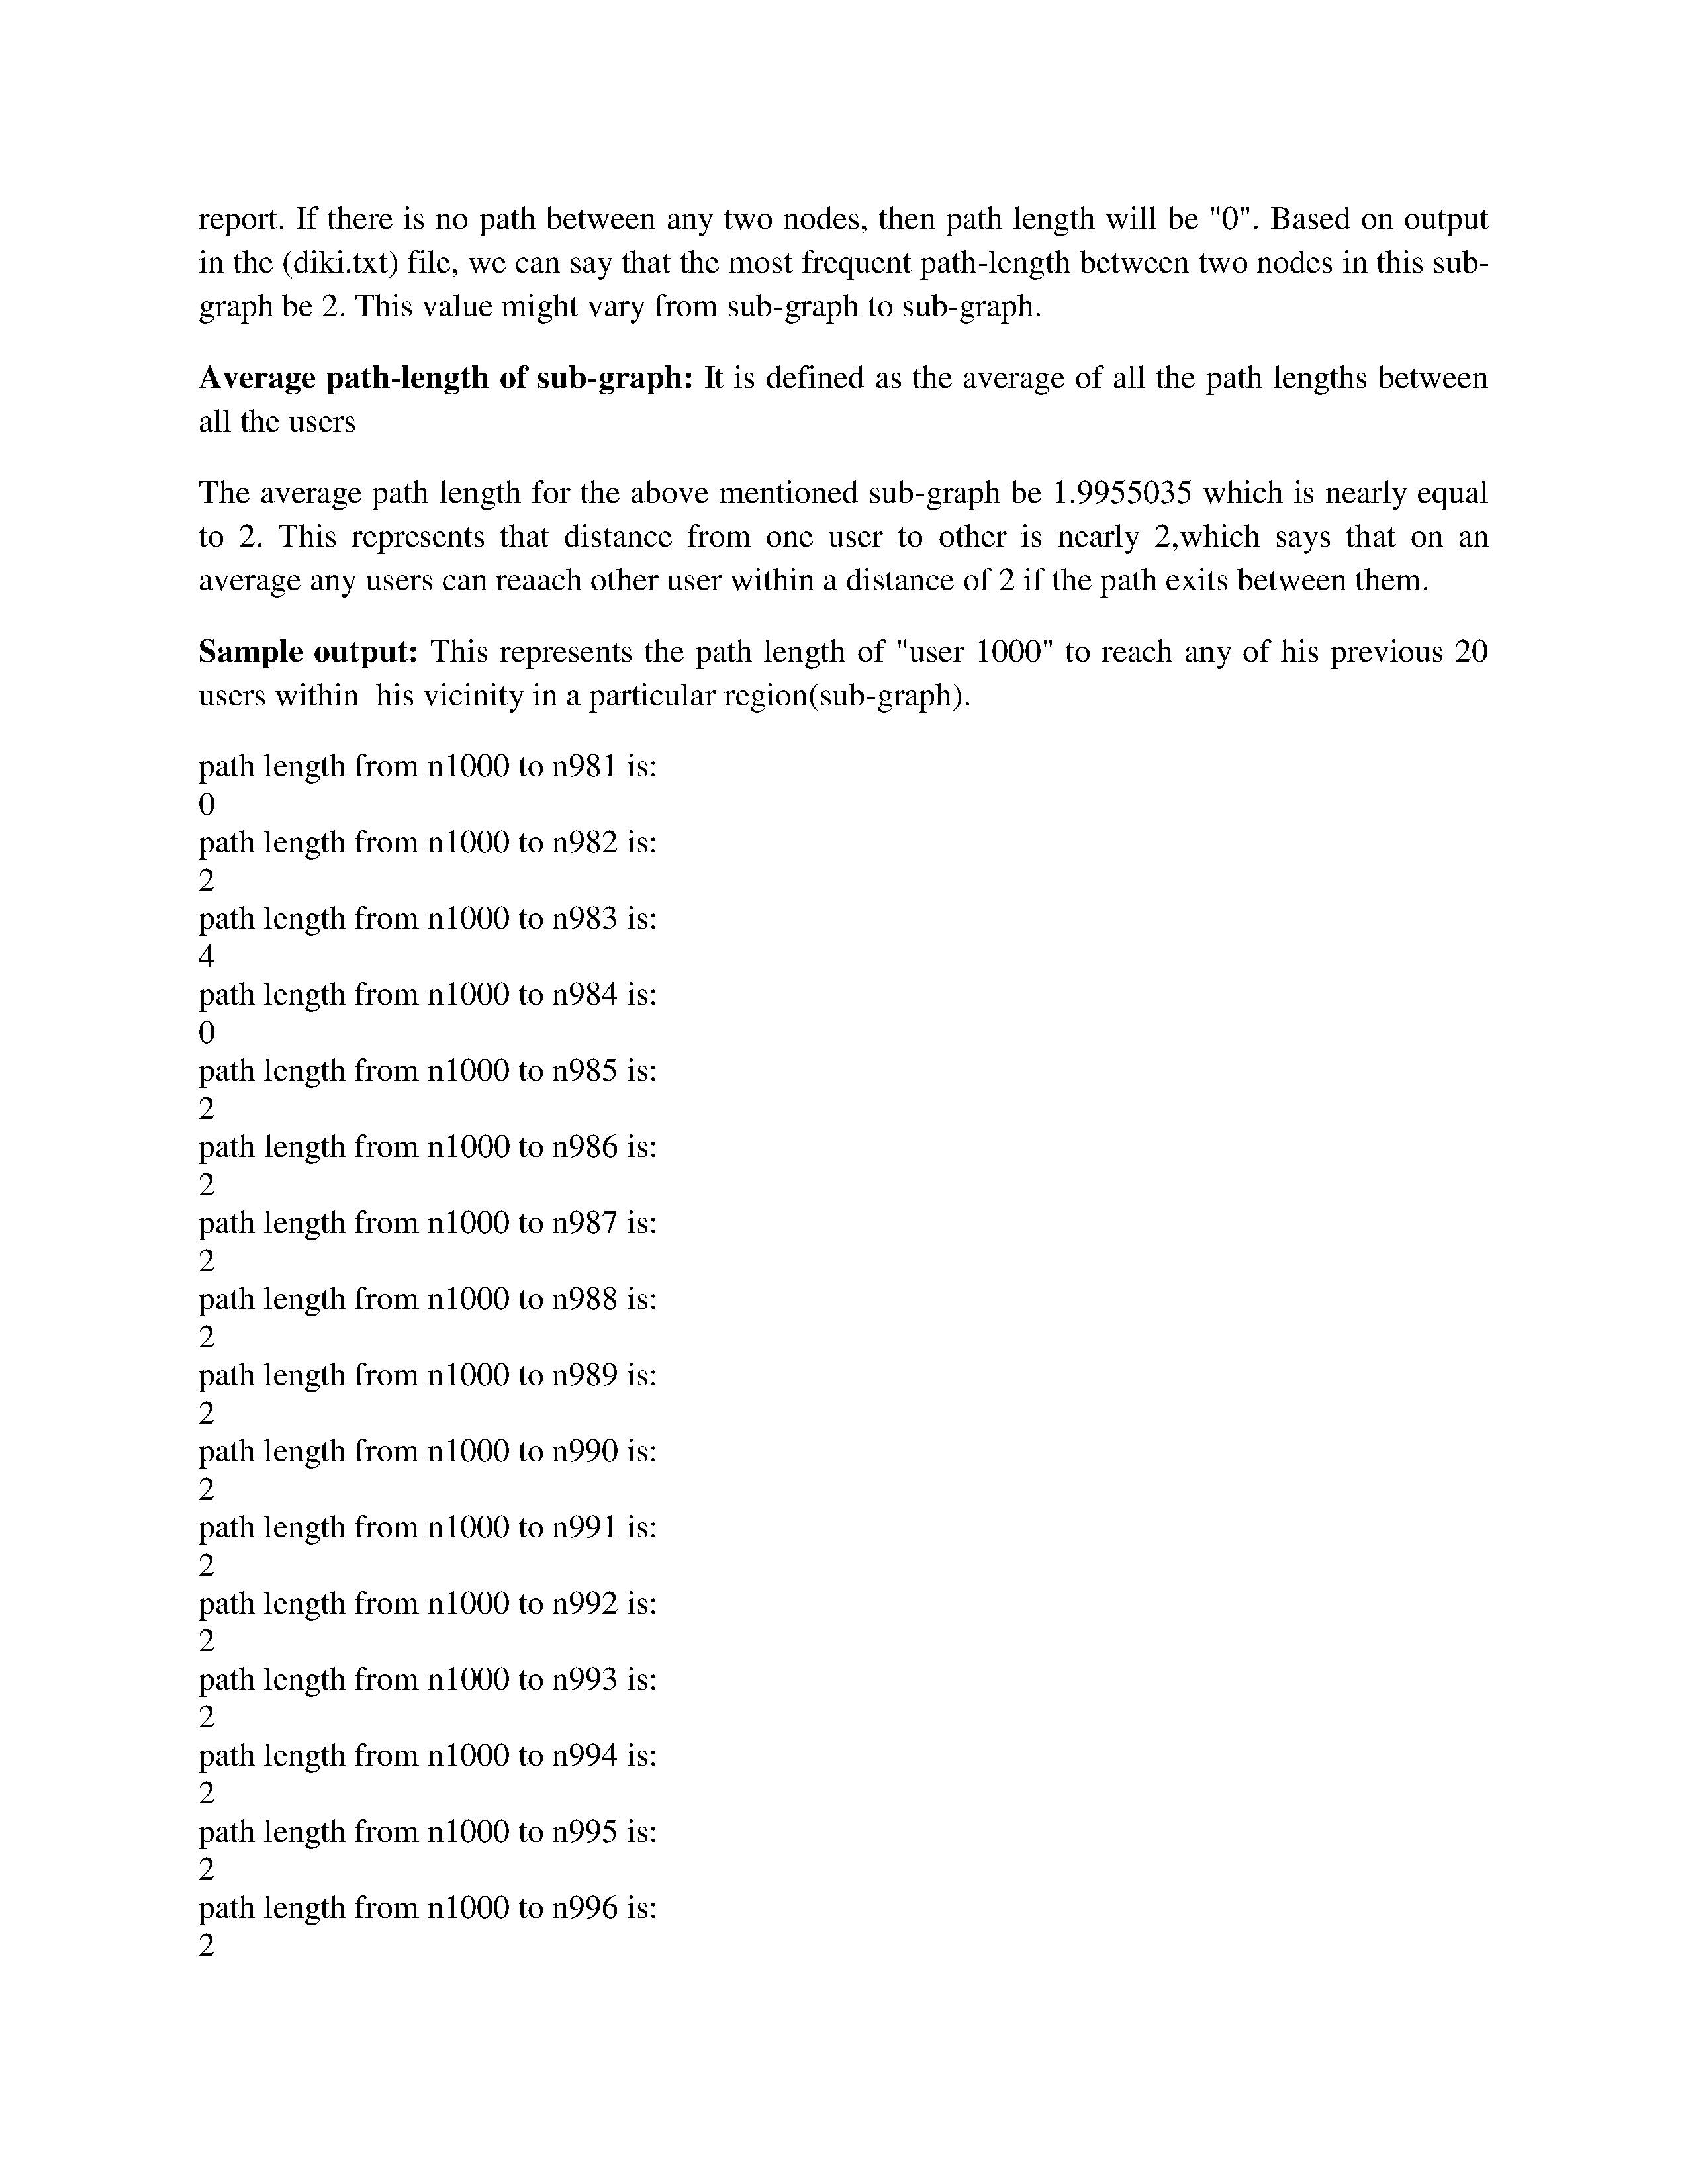 report. If there is no path between any two nodes, then path length will be "0". Based on output
in the (diki.txt) file, we can say that the most frequent path-length between two nodes in this sub-
graph be 2. This value might vary from sub-graph to sub-graph.
Average path-length of sub-graph: It is defined as the average of all the path lengths between
all the users
The average path length for the above mentioned sub-graph be 1.9955035 which is nearly equal
to 2. This represents that distance from one user to other is nearly 2,which says that on an
average any users can reaach other user within a distance of 2 if the path exits between them.
Sample output: This represents the path length of "user 1000" to reach any of his previous 20
users within  his vicinity in a particular region(sub-graph).
path length from n1000 to n981 is:
0
path length from n1000 to n982 is:
2
path length from n1000 to n983 is:
4
path length from n1000 to n984 is:
0
path length from n1000 to n985 is:
2
path length from n1000 to n986 is:
2
path length from n1000 to n987 is:
2
path length from n1000 to n988 is:
2
path length from n1000 to n989 is:
2
path length from n1000 to n990 is:
2
path length from n1000 to n991 is:
2
path length from n1000 to n992 is:
2
path length from n1000 to n993 is:
2
path length from n1000 to n994 is:
2
path length from n1000 to n995 is:
2
path length from n1000 to n996 is:
2